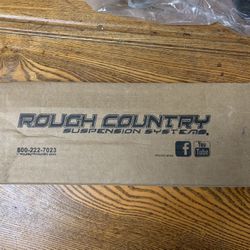 ROUGH COUNTRY
SUSPENSION SYSTEMS®
800-222-7023
f You Tube